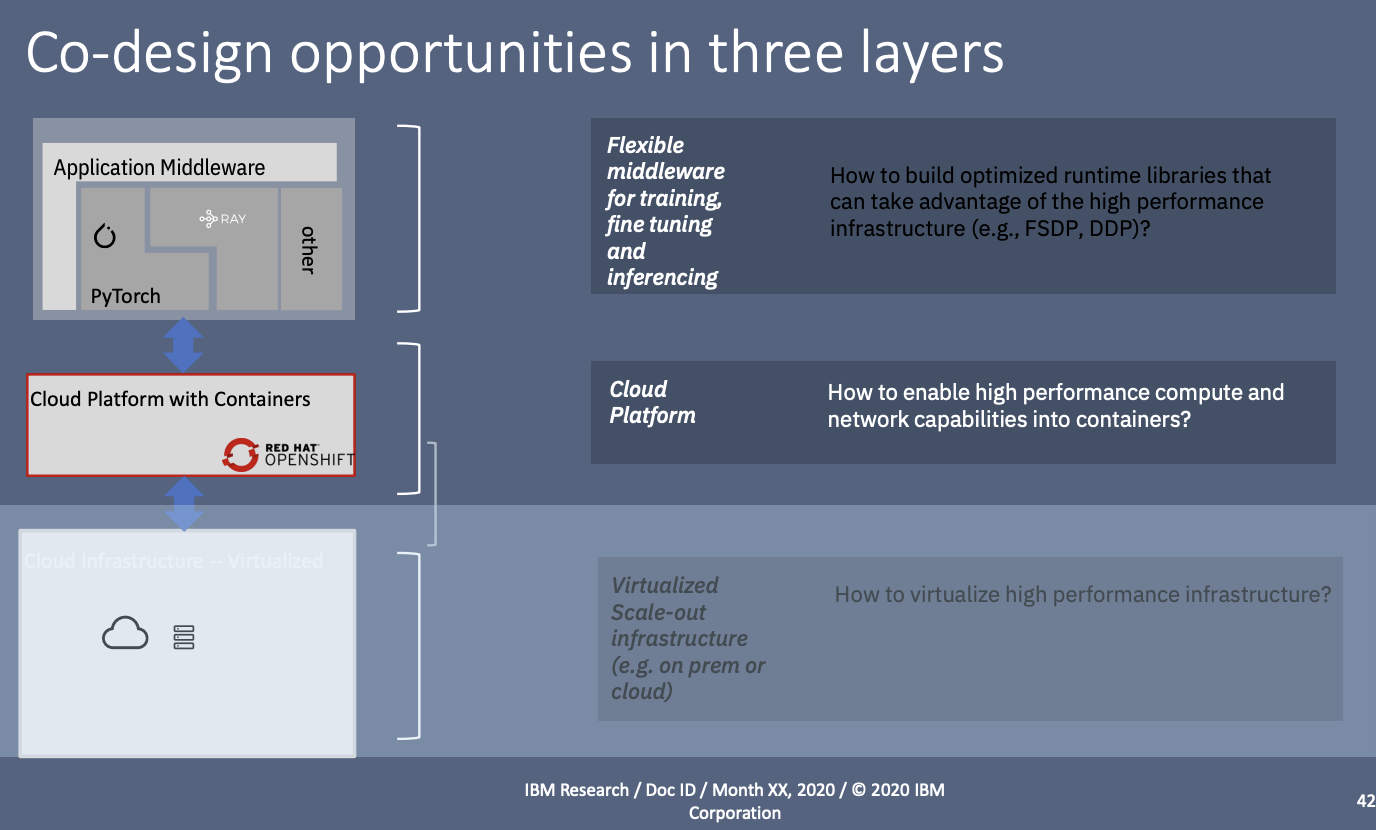 Co-design opportunities in three layers
Application Middleware
RAY
other
PyTorch
Flexible
middleware
for training,
fine tuning
and
inferencing
How to build optimized runtime libraries that
can take advantage of the high performance
infrastructure (e.g., FSDP, DDP)?
Cloud Platform with Containers
RED HAT
OPENSHIFT
Cloud
Platform
How to enable high performance compute and
network capabilities into containers?
Cloud Infrastructure -- Virtualized
Virtualized
Scale-out
infrastructure
(e.g. on prem or
cloud)
How to virtualize high performance infrastructure?
IBM Research / Doc ID / Month XX, 2020 / © 2020 IBM
Corporation
42